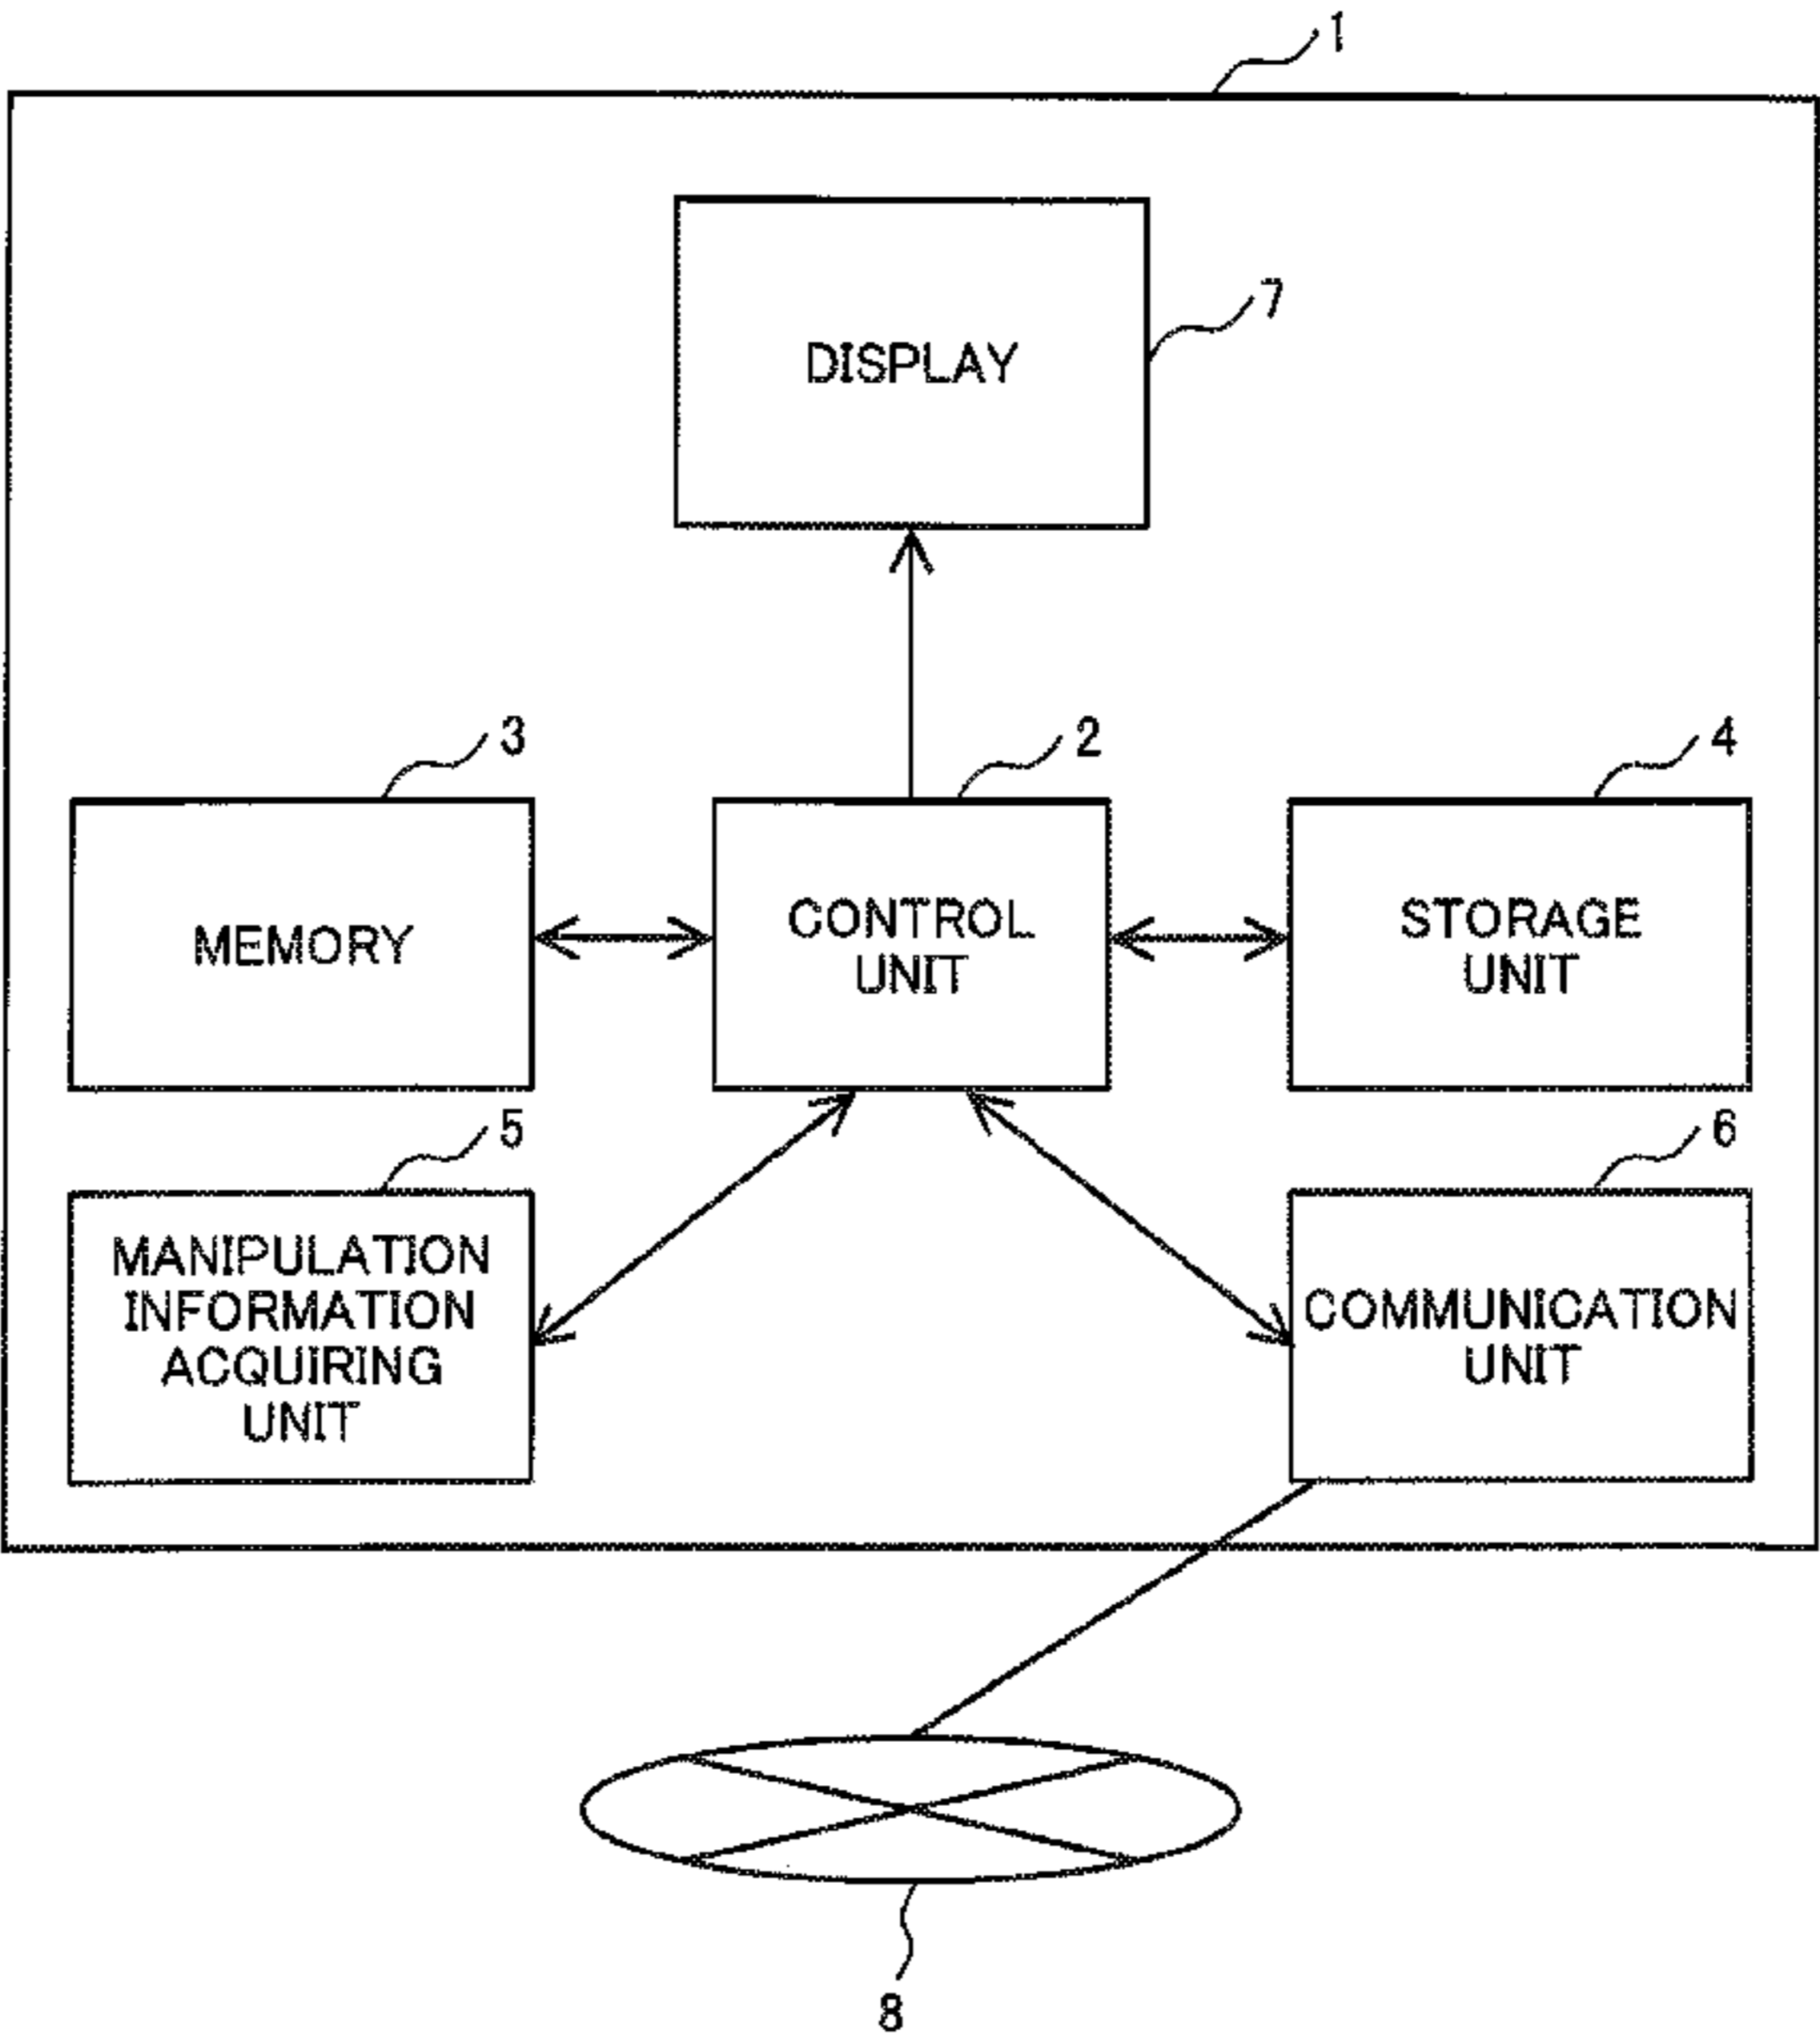 1
DISPLAY
7
3
2
4
MEMORY
CONTROL
UNIT
STORAGE
UNIT
5
6
MANIPULATION
INFORMATION
ACQUIRING
UNIT
COMMUNICATION
UNIT
8